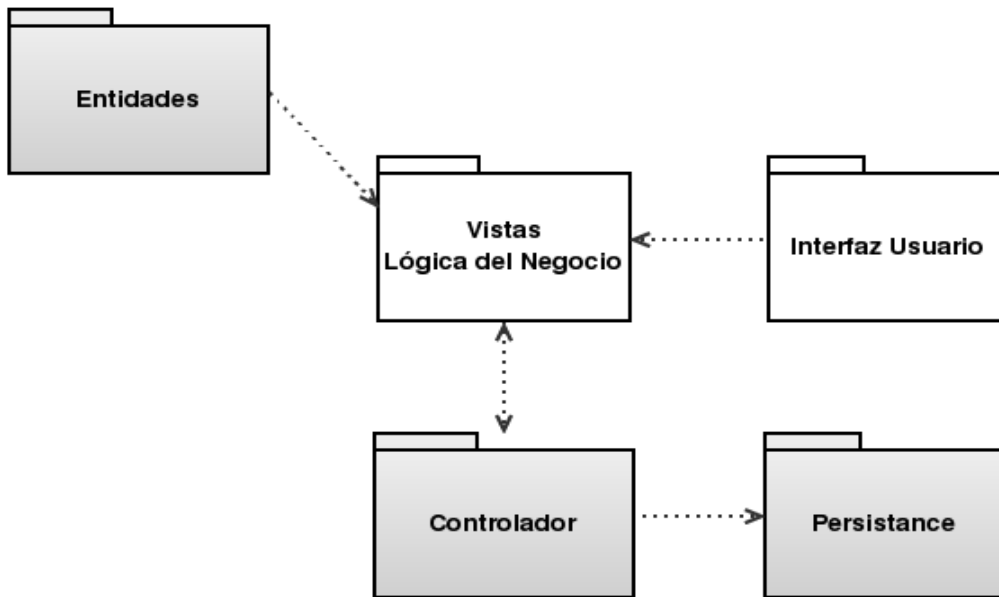 Entidades
Vistas
Lógica del Negocio
Interfaz Usuario
Controlador
Persistance